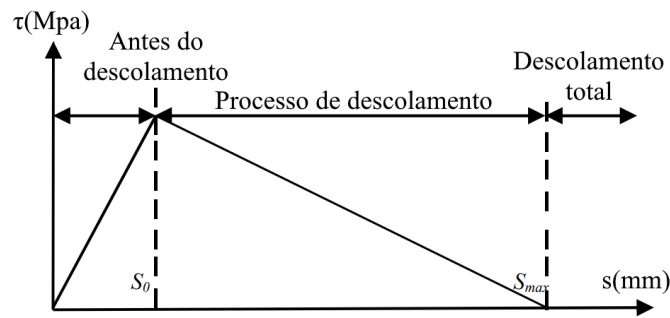 τ(Mpa)
Antes do
descolamento
Processo de descolamento
Descolamento
total
S0
Smax
s(mm)